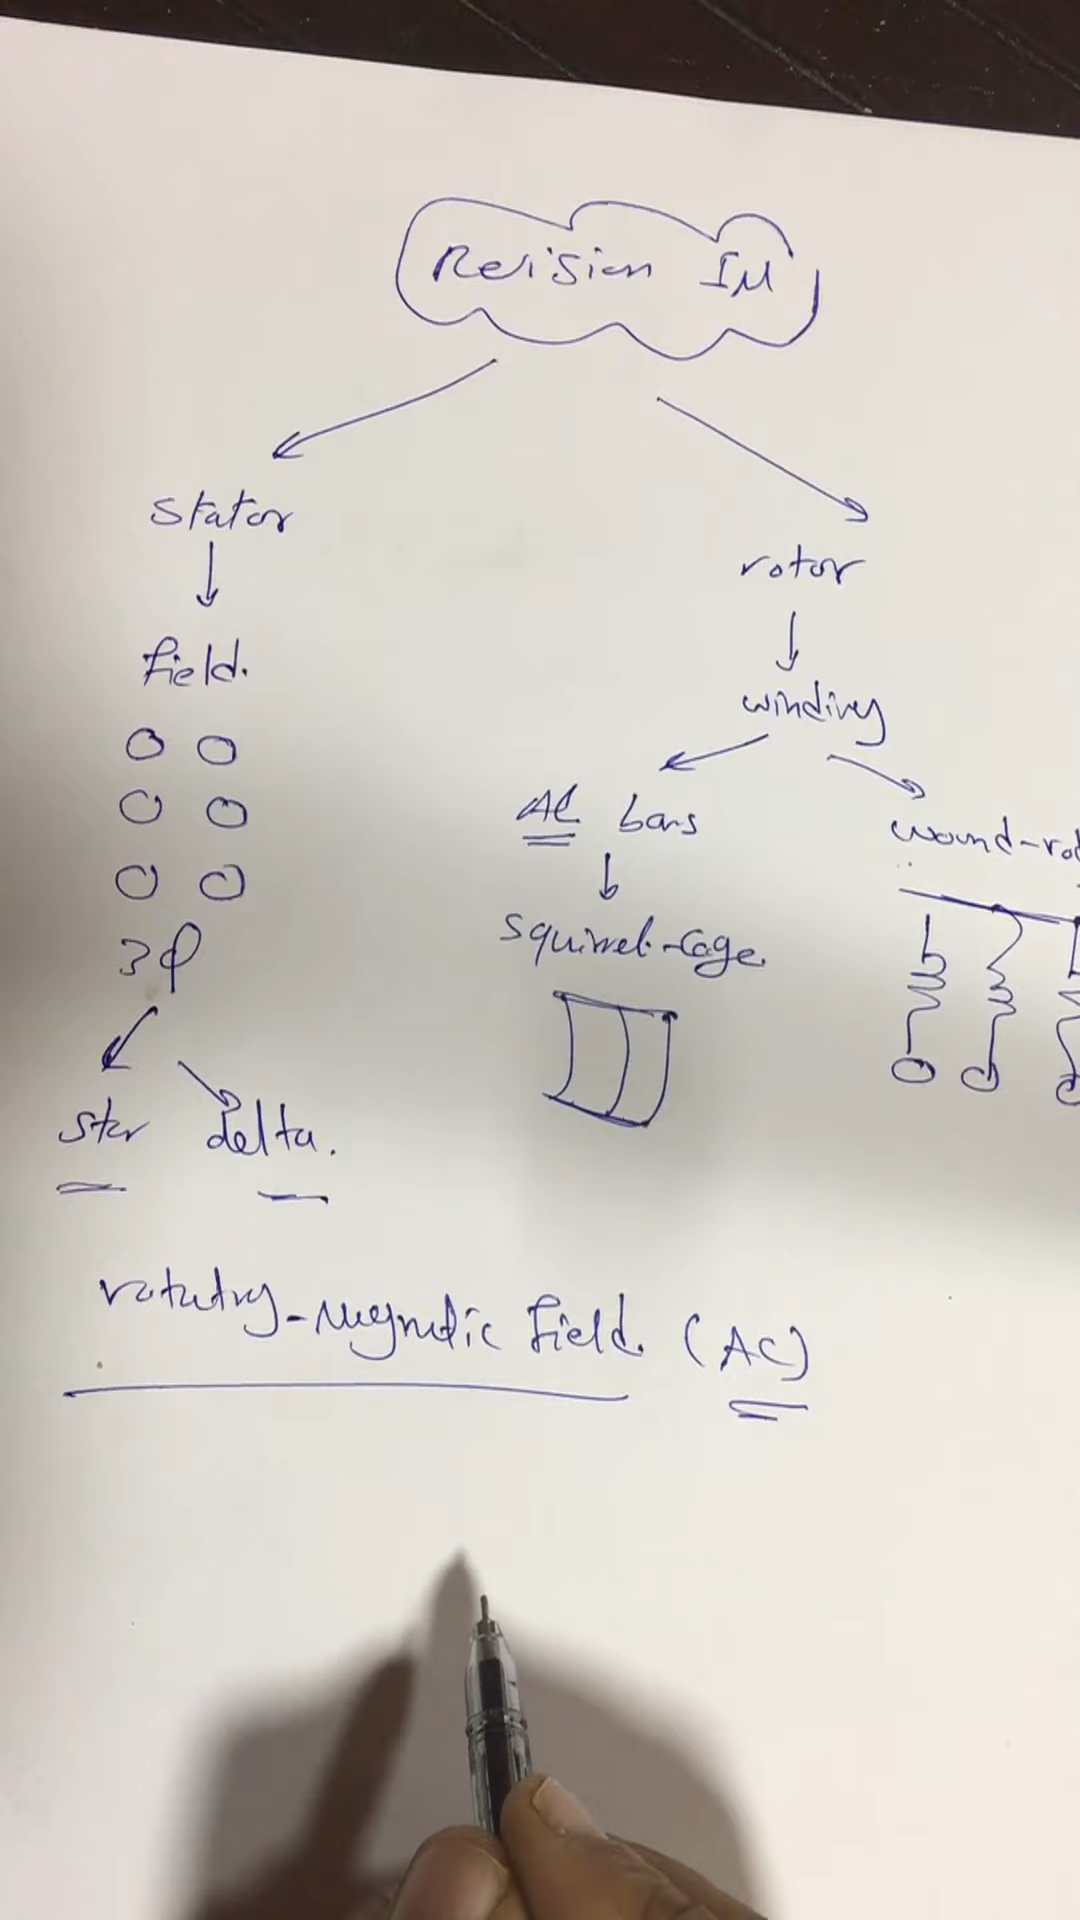 Revision IM
stator
rotor
field.
winding
Al bars
wound-ro
squirrel-cage
3φ
star delta.
rotating-magnetic field. (AC)